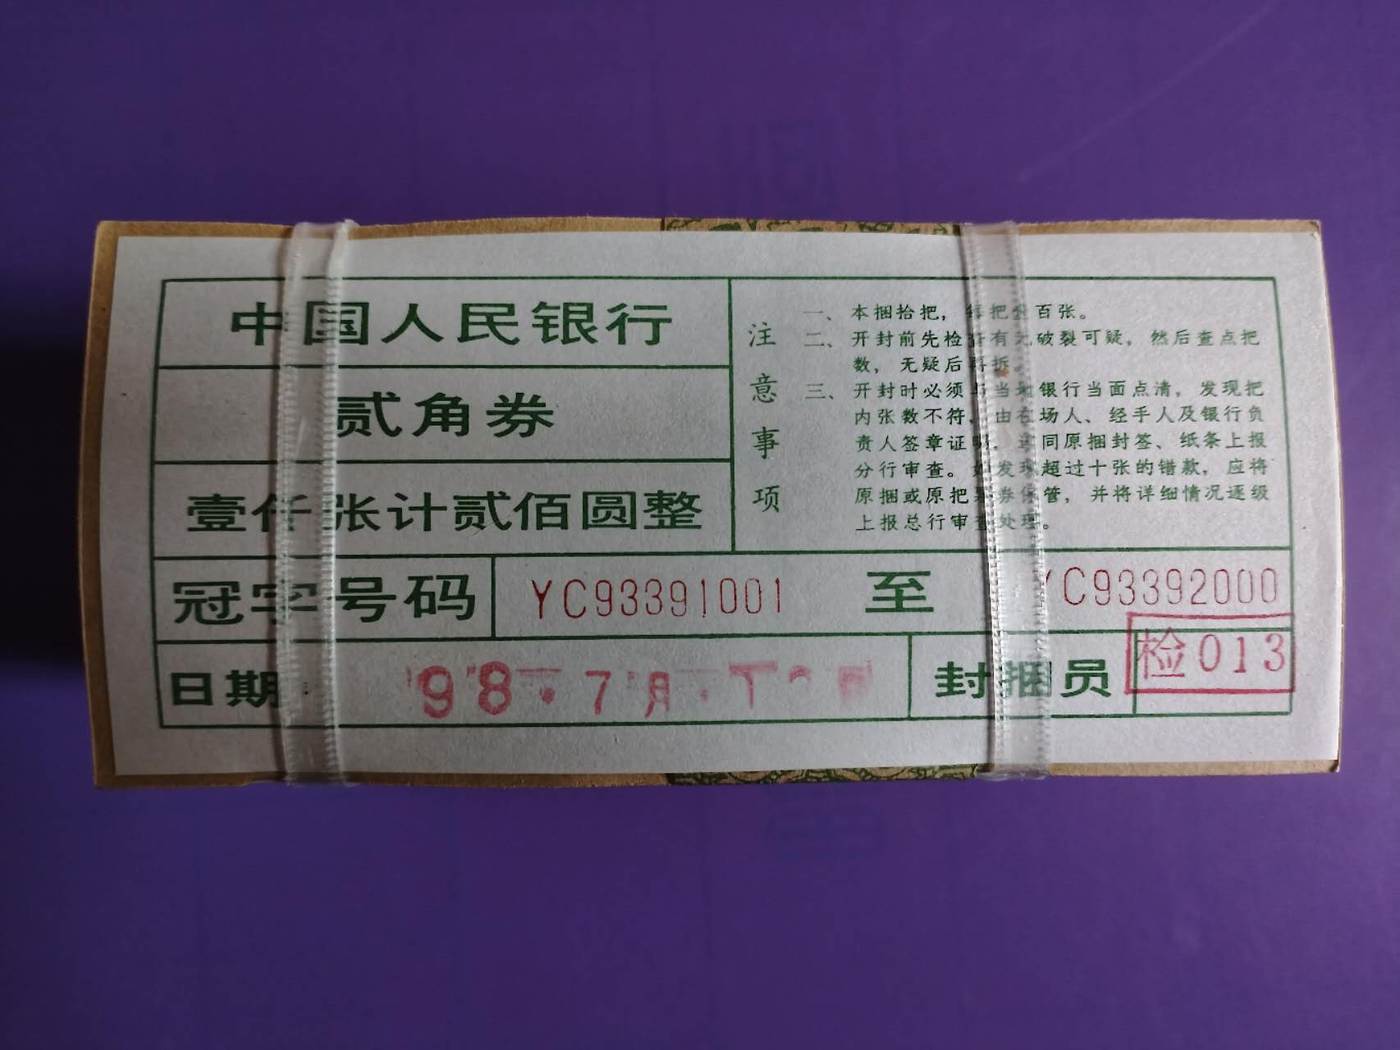 中国人民银行
贰角券
壹仟张计贰佰圆整
注意事项
一、本捆拾把，每把壹百张。
二、开封前先检查有无破裂可疑，然后查点把
数，无疑后再拆。
三、开封时必须与当地银行当面点清，发现把
内张数不符，由在场人、经手人及银行负
责人签章证明，连同原捆封签、纸条上报
分行审查。如发现超过十张的错款，应将
原捆或原把票券保管，并将详细情况逐级
上报总行审查处理。
冠字号码 YC93391001 至 YC93392000
日期 98.7月. 封捆员 检013